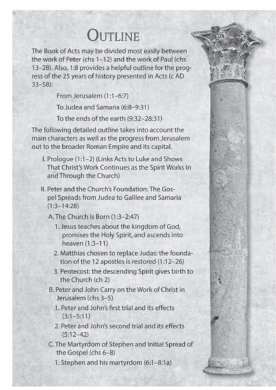 OUTLINE
The Book of Acts may be divided most easily between
the work of Peter (chs 1–12) and the work of Paul (chs
13–28). Also, 1:8 provides a helpful outline for the prog-
ress of the 25 years of history presented in Acts (c AD
33–58):
From Jerusalem (1:1–6:7)
To Judea and Samaria (6:8–9:31)
To the ends of the earth (9:32–28:31)
The following detailed outline takes into account the
main characters as well as the progress from Jerusalem
out to the broader Roman Empire and its capital.
I. Prologue (1:1–2) (Links Acts to Luke and Shows
That Christ's Work Continues as the Spirit Works In
and Through the Church)
II. Peter and the Church's Foundation: The Gos-
pel Spreads from Judea to Galilee and Samaria
(1:3–14:28)
A. The Church Is Born (1:3–2:47)
1. Jesus teaches about the kingdom of God,
promises the Holy Spirit, and ascends into
heaven (1:3–11)
2. Matthias chosen to replace Judas: the founda-
tion of the 12 apostles is restored (1:12–26)
3. Pentecost: the descending Spirit gives birth to
the Church (ch 2)
B. Peter and John Carry on the Work of Christ in
Jerusalem (chs 3–5)
1. Peter and John's first trial and its effects
(3:1–5:11)
2. Peter and John's second trial and its effects
(5:12–42)
C. The Martyrdom of Stephen and Initial Spread of
the Gospel (chs 6–8)
1. Stephen and his martyrdom (6:1–8:1a)